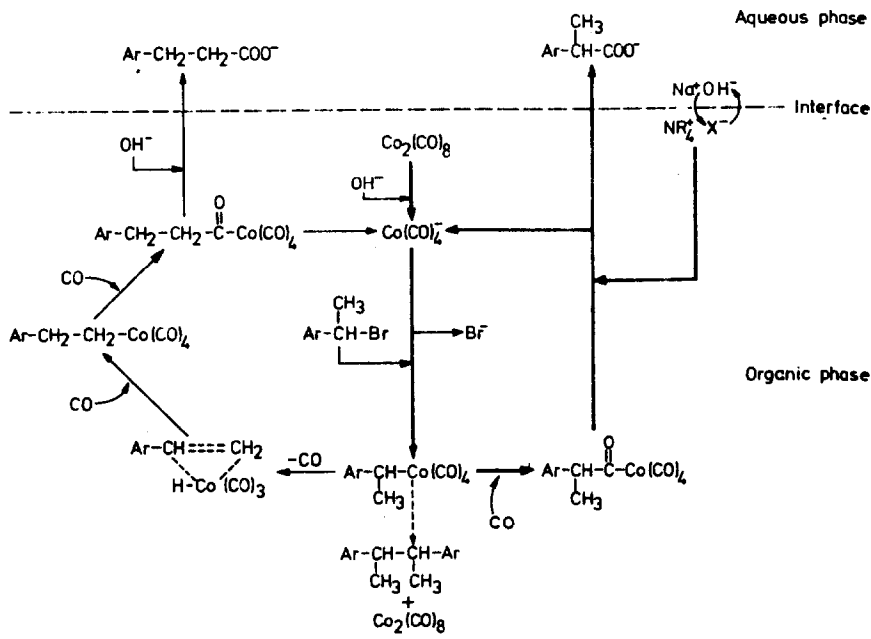 Aqueous phase
Ar-CH₂-CH₂-COO⁻
CH₃
Ar-CH-COO⁻
Na⁺OH⁻
Interface
NR₄⁺ X⁻
OH⁻
Co₂(CO)₈
OH⁻
O
Ar-CH₂-CH₂-C-Co(CO)₄
Co(CO)₄⁻
CO
CH₃
Ar-CH-Br
Br⁻
Ar-CH₂-CH₂-Co(CO)₄
Organic phase
CO
Ar-CH====CH₂
H-Co(CO)₃
-CO
Ar-CH-Co(CO)₄
CH₃
CO
O
Ar-CH-C-Co(CO)₄
CH₃
Ar-CH-CH-Ar
CH₃ CH₃
+
Co₂(CO)₈